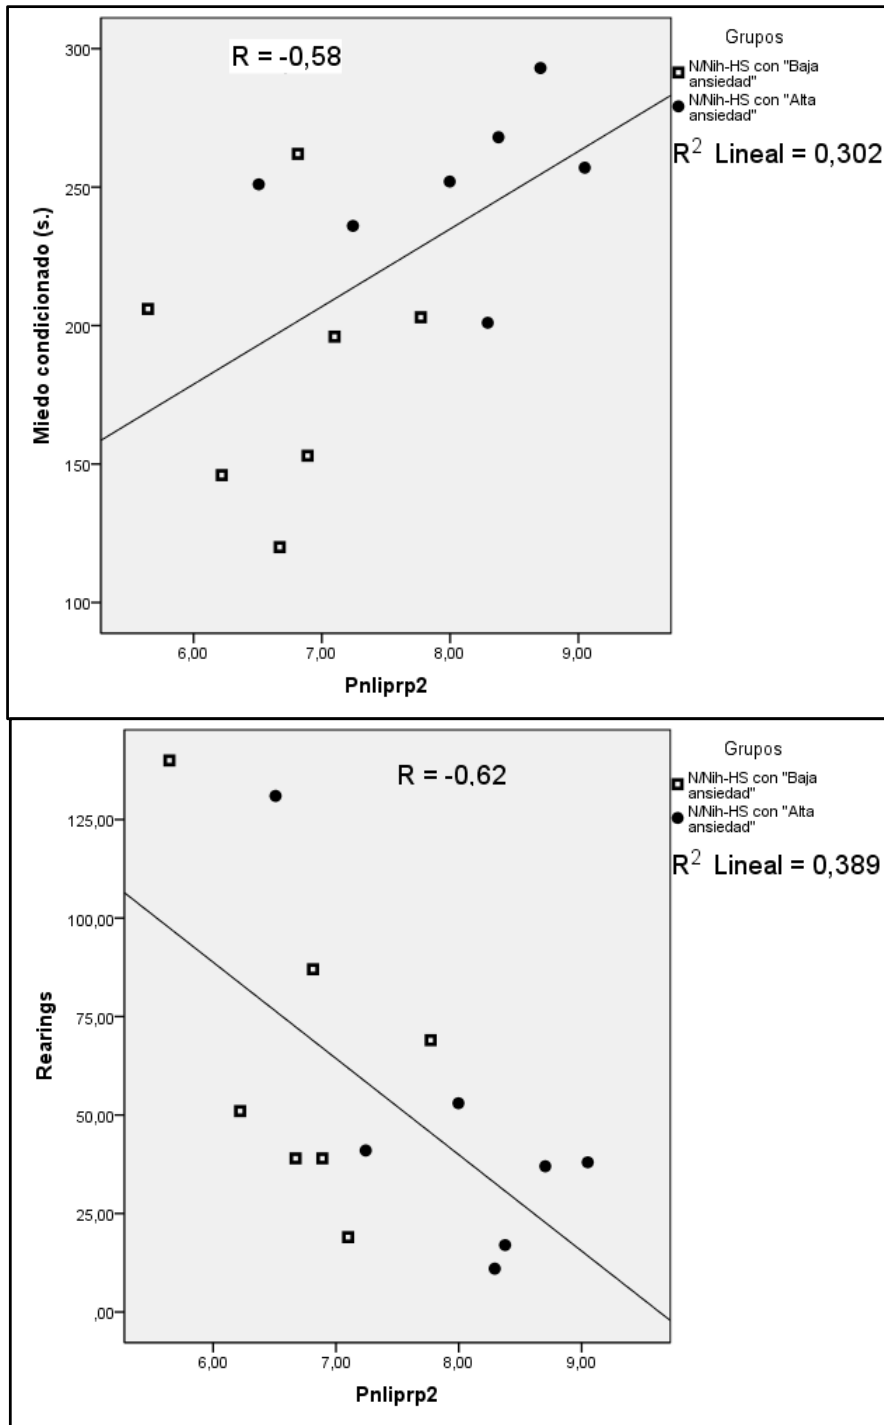 R = -0,58
Grupos
N/Nih-HS con "Baja
ansiedad"
N/Nih-HS con "Alta
ansiedad"
R² Lineal = 0,302
Miedo condicionado (s.)
300
250
200
150
100
6,00 7,00 8,00 9,00
Pnliprp2
R = -0,62
Grupos
N/Nih-HS con "Baja
ansiedad"
N/Nih-HS con "Alta
ansiedad"
R² Lineal = 0,389
Rearings
125,00
100,00
75,00
50,00
25,00
,00
6,00 7,00 8,00 9,00
Pnliprp2